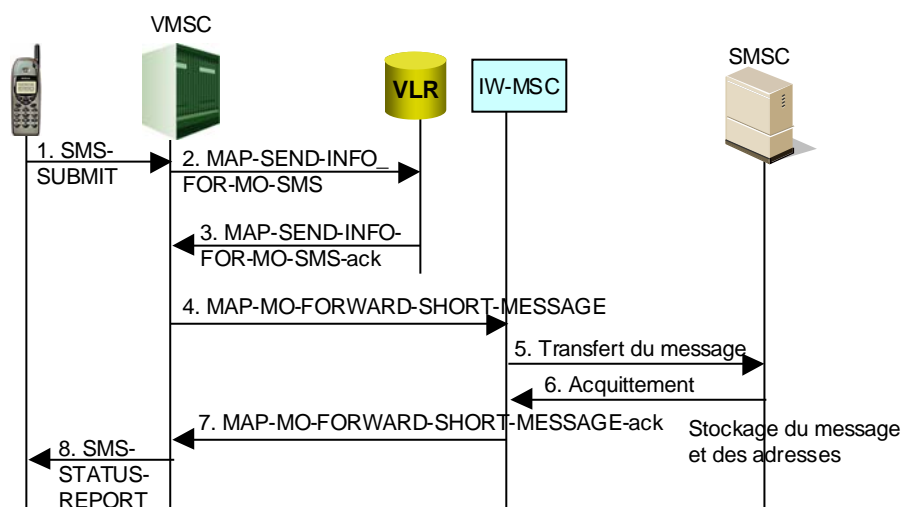 VMSC
SMSC
VLR
IW-MSC
1. SMS-
SUBMIT
2. MAP-SEND-INFO_
FOR-MO-SMS
3. MAP-SEND-INFO-
FOR-MO-SMS-ack
4. MAP-MO-FORWARD-SHORT-MESSAGE
5. Transfert du message
6. Acquittement
7. MAP-MO-FORWARD-SHORT-MESSAGE-ack
Stockage du message
et des adresses
8. SMS-
STATUS-
REPORT